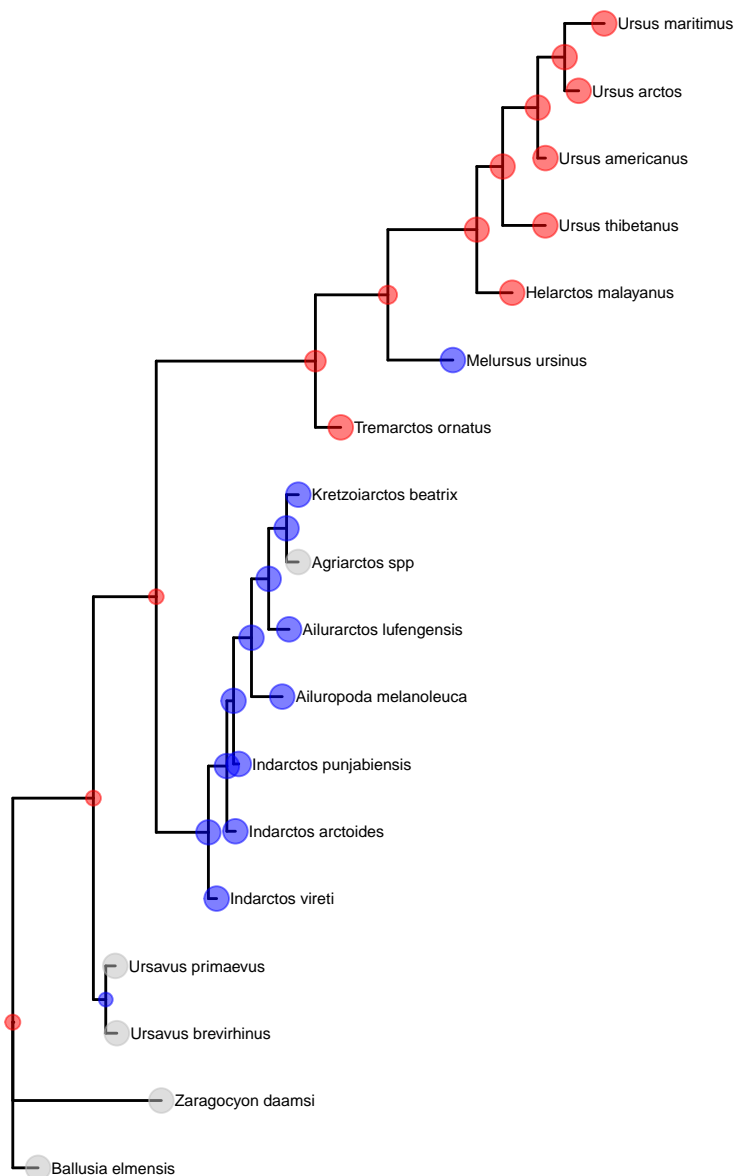 Ursus maritimus
Ursus arctos
Ursus americanus
Ursus thibetanus
Helarctos malayanus
Melursus ursinus
Tremarctos ornatus
Kretzoiarctos beatrix
Agriarctos spp
Ailurarctos lufengensis
Ailuropoda melanoleuca
Indarctos punjabiensis
Indarctos arctoides
Indarctos vireti
Ursavus primaevus
Ursavus brevirhinus
Zaragocyon daamsi
Ballusia elmensis